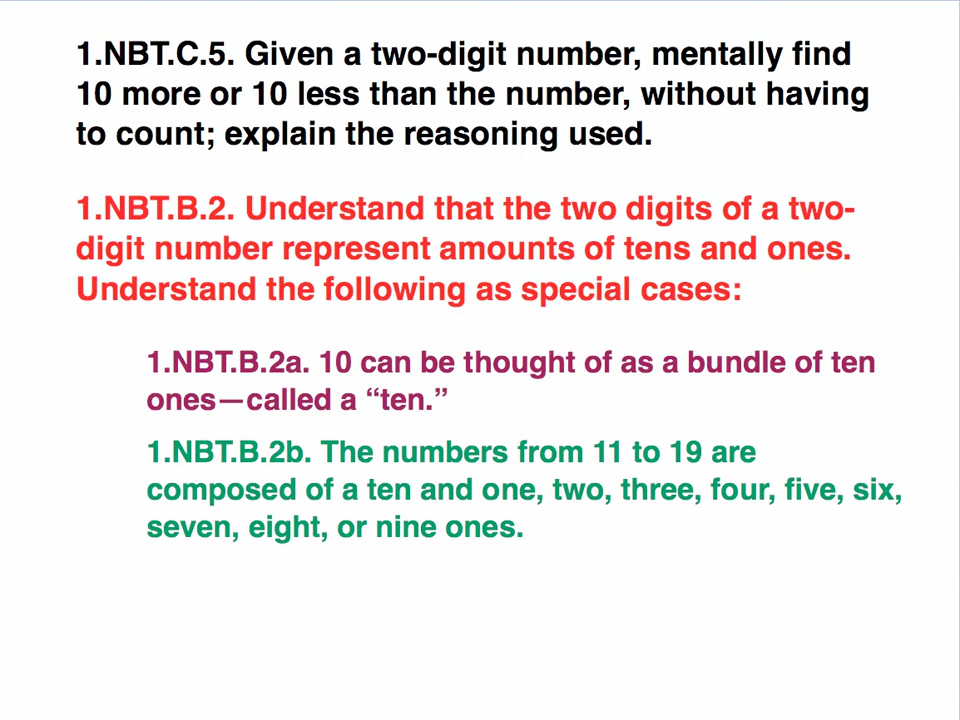 1.NBT.C.5. Given a two-digit number, mentally find
10 more or 10 less than the number, without having
to count; explain the reasoning used.
1.NBT.B.2. Understand that the two digits of a two-
digit number represent amounts of tens and ones.
Understand the following as special cases:
1.NBT.B.2a. 10 can be thought of as a bundle of ten
ones—called a “ten.”
1.NBT.B.2b. The numbers from 11 to 19 are
composed of a ten and one, two, three, four, five, six,
seven, eight, or nine ones.